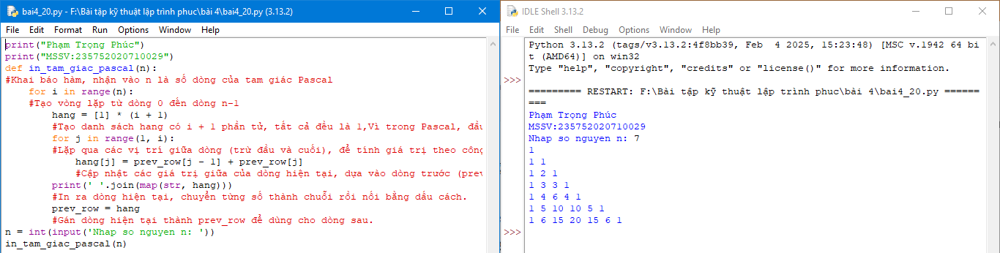 bai4_20.py - F:\Bài tập kỹ thuật lập trình phuc\bài 4\bai4_20.py (3.13.2)
File Edit Format Run Options Window Help
print("Phạm Trọng Phúc")
print("MSSV:235752020710029")
def in_tam_giac_pascal(n):
#Khai báo hàm, nhận vào n là số dòng của tam giác Pascal
    for i in range(n):
    #Tạo vòng lặp từ dòng 0 đến dòng n-1
        hang = [1] * (i + 1)
        #Tạo danh sách hang có i + 1 phần tử, tất cả đều là 1,Vì trong Pascal, đầu
        for j in range(1, i):
        #Lặp qua các vị trí giữa dòng (trừ đầu và cuối), để tính giá trị theo công
            hang[j] = prev_row[j - 1] + prev_row[j]
            #Cập nhật các giá trị giữa của dòng hiện tại, dựa vào dòng trước (prev
        print(' '.join(map(str, hang)))
        #In ra dòng hiện tại, chuyển từng số thành chuỗi rồi nối bằng dấu cách.
        prev_row = hang
        #Gán dòng hiện tại thành prev_row để dùng cho dòng sau.
n = int(input('Nhap so nguyen n: '))
in_tam_giac_pascal(n)
IDLE Shell 3.13.2
File Edit Shell Debug Options Window Help
Python 3.13.2 (tags/v3.13.2:4f8bb39, Feb  4 2025, 15:23:48) [MSC v.1942 64 bi
t (AMD64)] on win32
Type "help", "copyright", "credits" or "license()" for more information.
>>>
========= RESTART: F:\Bài tập kỹ thuật lập trình phuc\bài 4\bai4_20.py ======
===
Phạm Trọng Phúc
MSSV:235752020710029
Nhap so nguyen n: 7
1
1 1
1 2 1
1 3 3 1
1 4 6 4 1
1 5 10 10 5 1
1 6 15 20 15 6 1
>>>